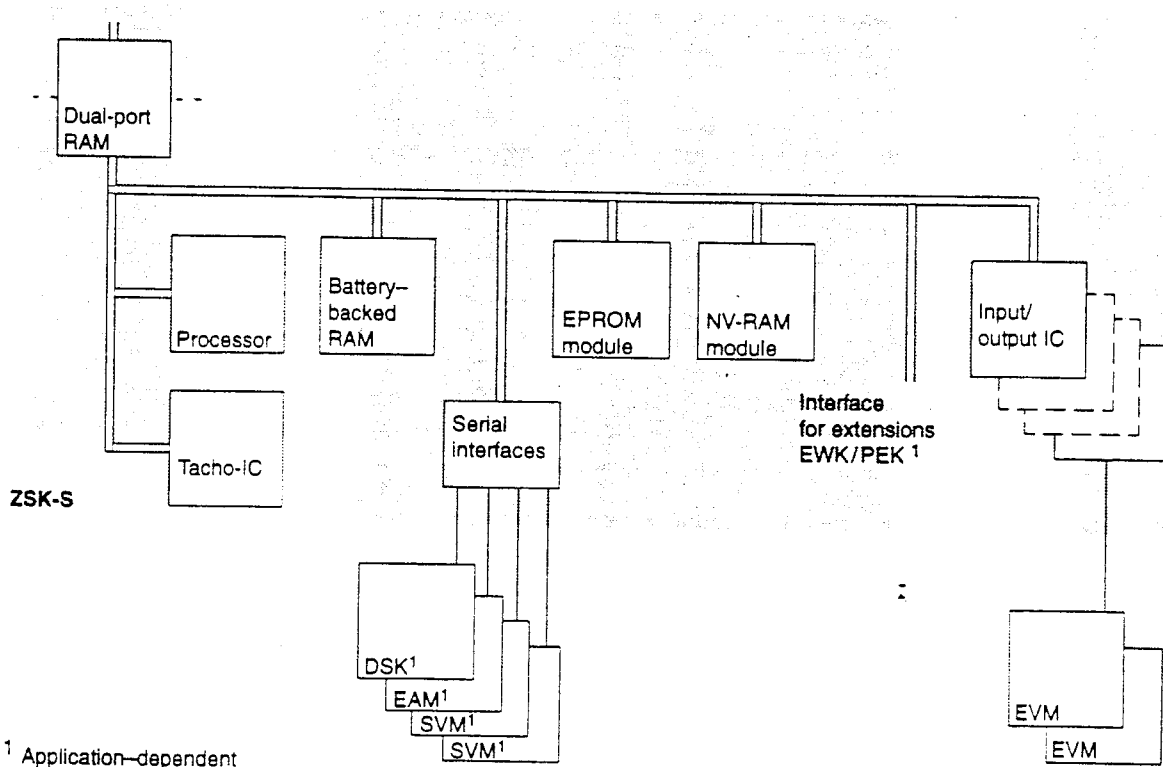 Dual-port
RAM
Processor
Battery–
backed
RAM
EPROM
module
NV-RAM
module
Input/
output IC
Interface
for extensions
EWK/PEK ¹
Serial
interfaces
Tacho-IC
ZSK-S
DSK¹
EAM¹
SVM¹
SVM¹
EVM
EVM
¹ Application–dependent